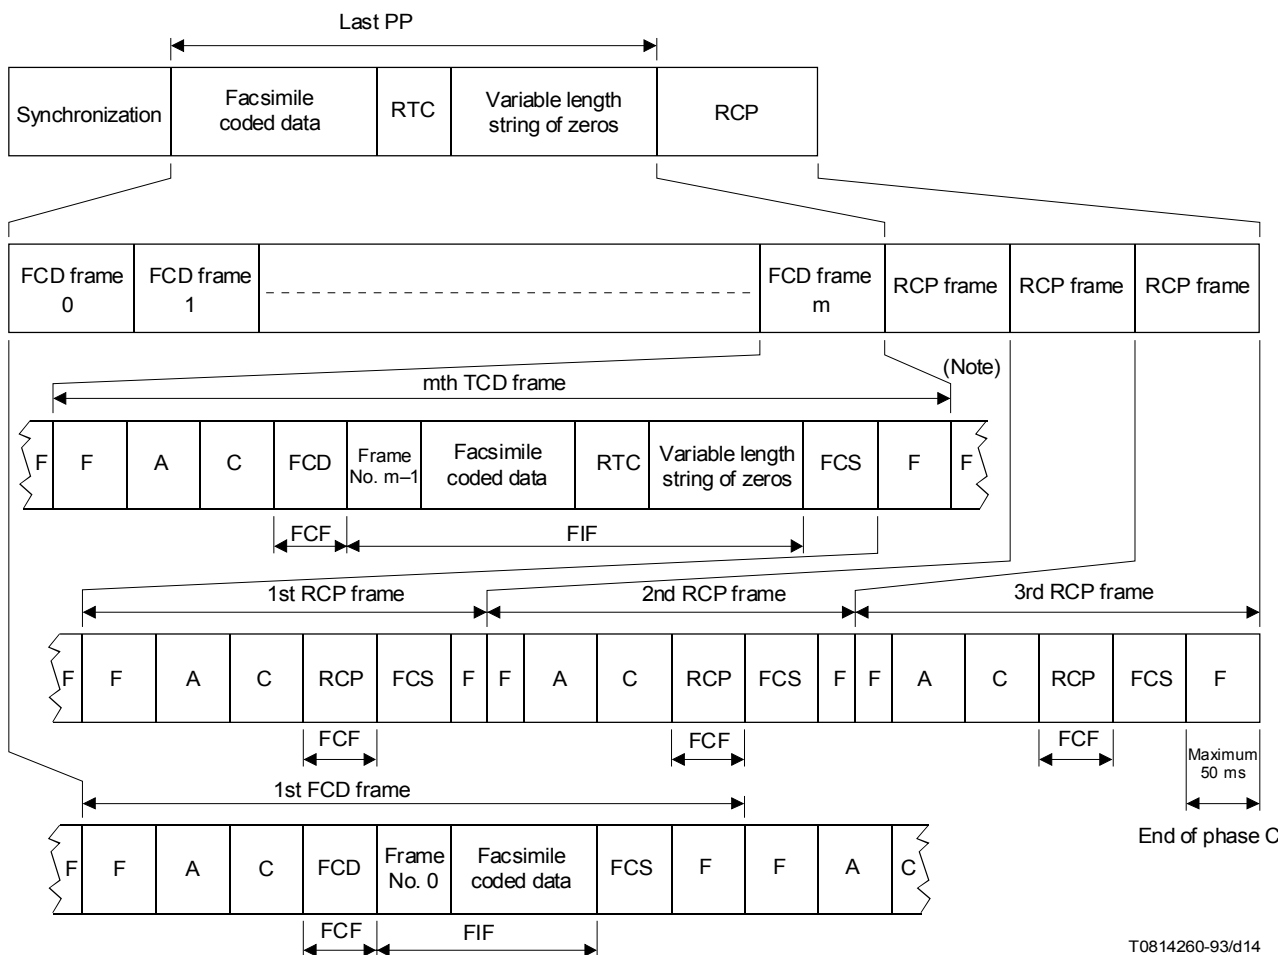 Last PP
Synchronization
Facsimile
coded data
RTC
Variable length
string of zeros
RCP
FCD frame
0
FCD frame
1
FCD frame
m
RCP frame
RCP frame
RCP frame
(Note)
mth TCD frame
F
F
A
C
FCD
Frame
No. m–1
Facsimile
coded data
RTC
Variable length
string of zeros
FCS
F
F
FCF
FIF
1st RCP frame
2nd RCP frame
3rd RCP frame
F
F
A
C
RCP
FCS
F
F
A
C
RCP
FCS
F
F
A
C
RCP
FCS
F
FCF
FCF
FCF
Maximum
50 ms
1st FCD frame
End of phase C
F
F
A
C
FCD
Frame
No. 0
Facsimile
coded data
FCS
F
F
A
C
FCF
FIF
T0814260-93/d14